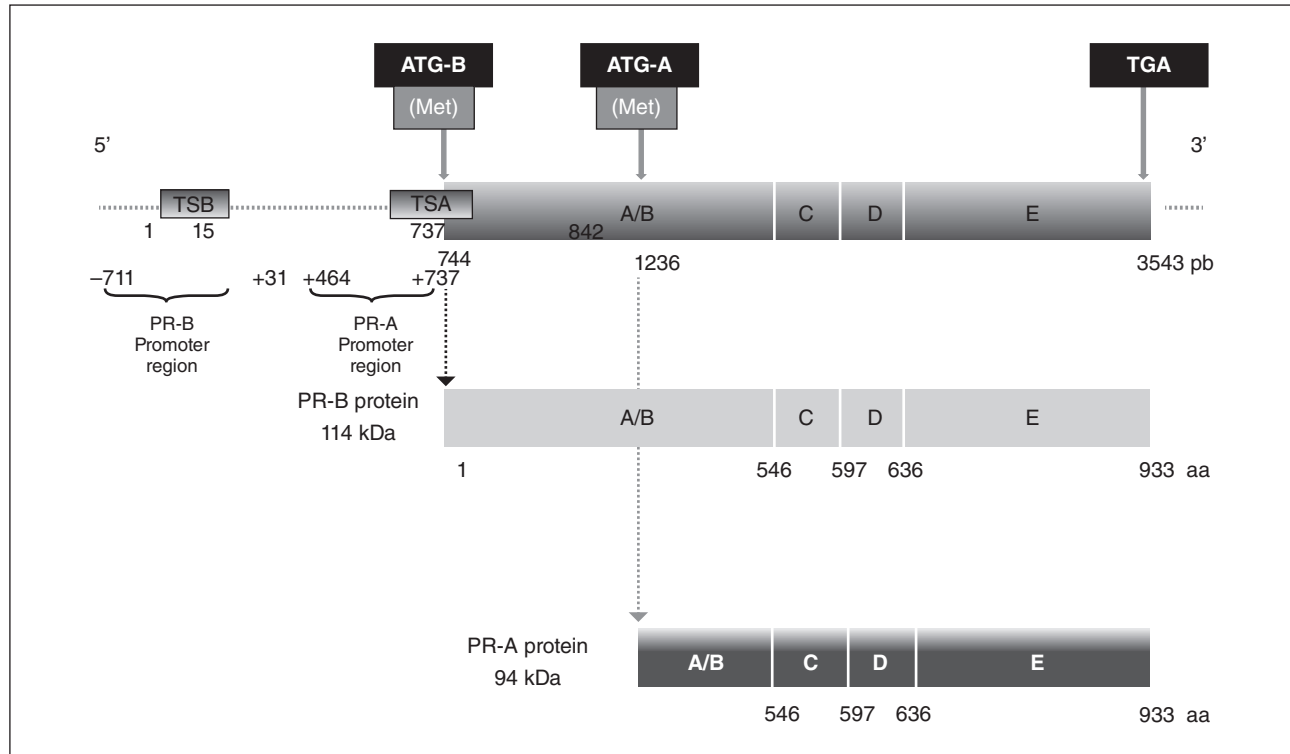 ATG-B
ATG-A
TGA
(Met)
(Met)
5’
3’
TSB
TSA
A/B
C
D
E
1
15
737
842
744
1236
3543 pb
–711
+31
+464
+737
PR-B
Promoter
region
PR-A
Promoter
region
PR-B protein
114 kDa
A/B
C
D
E
1
546
597
636
933 aa
PR-A protein
94 kDa
A/B
C
D
E
546
597
636
933 aa